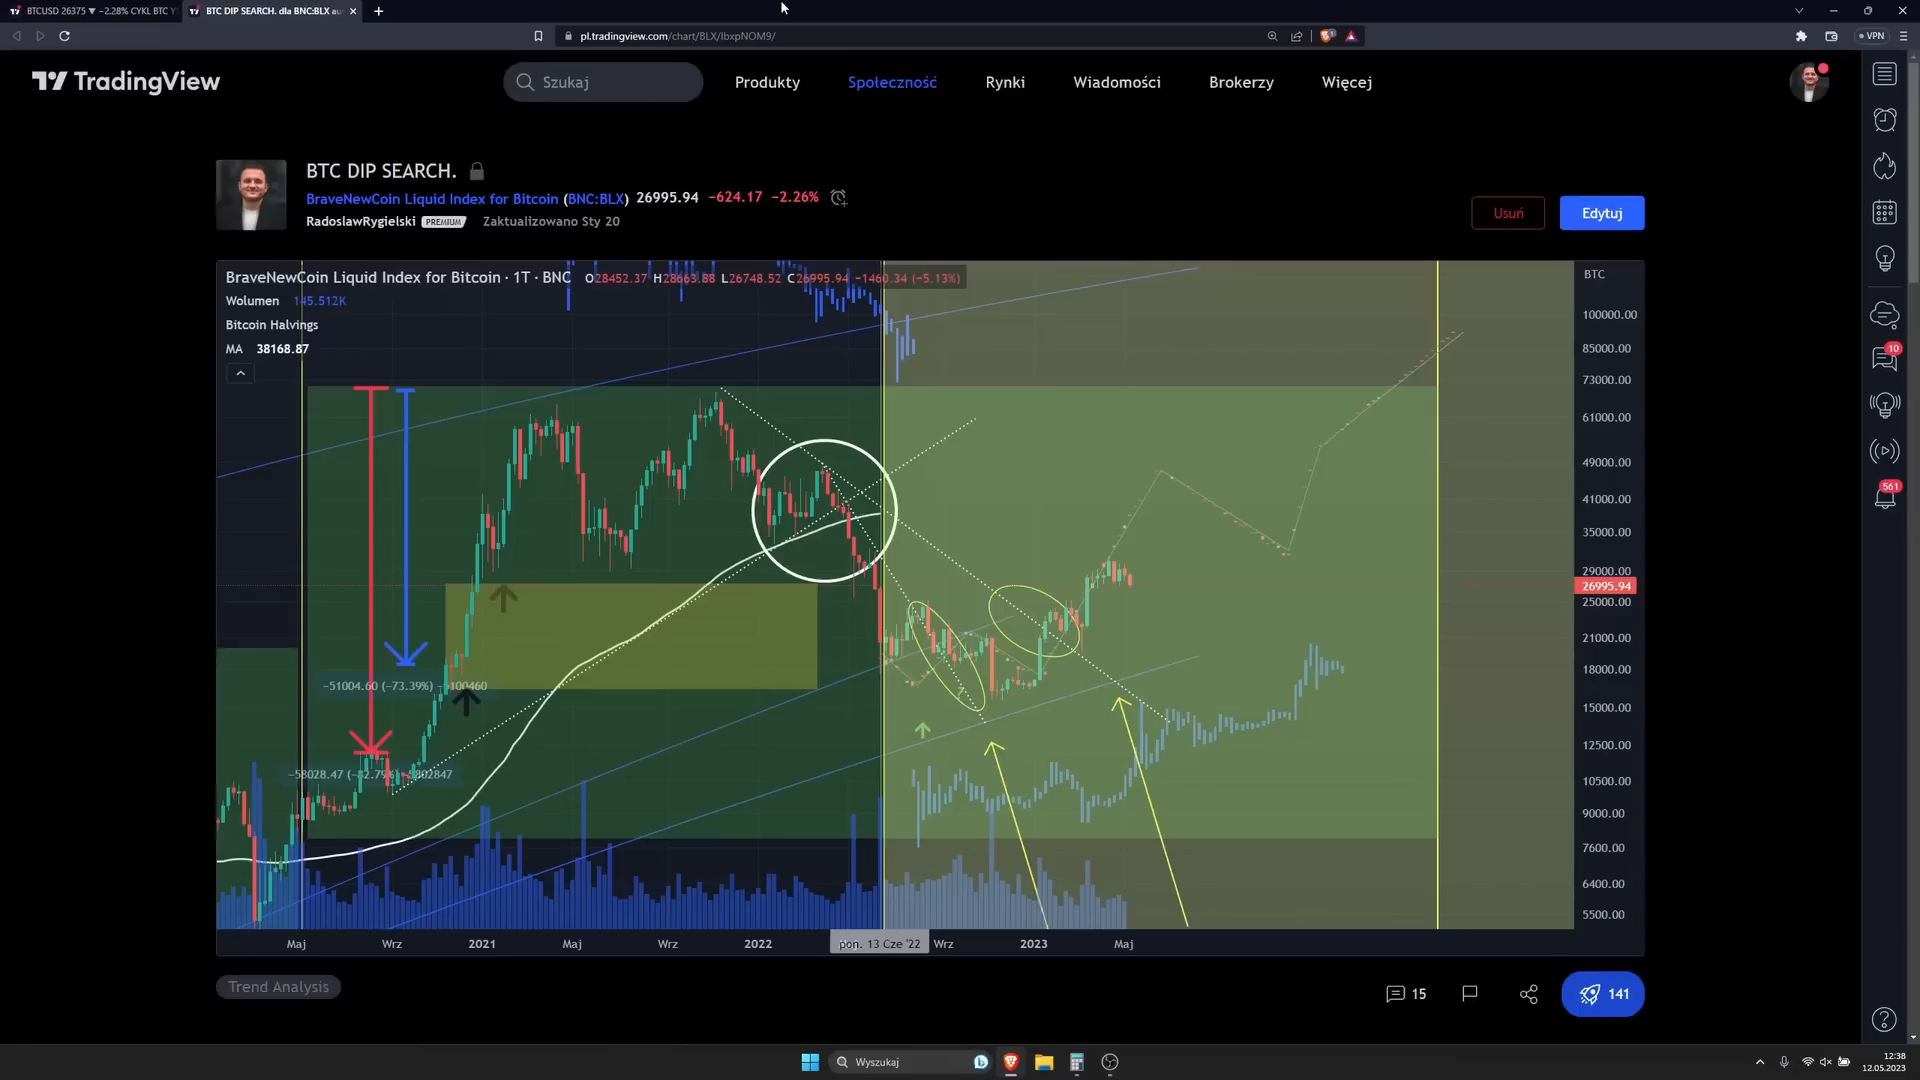 BTCUSD 26375 ▼ −2.28% CYKL BTC Y
BTC DIP SEARCH. dla BNC:BLX au
pl.tradingview.com/chart/BLX/IbxpNOM9/
VPN
TradingView
Szukaj
Produkty
Społeczność
Rynki
Wiadomości
Brokerzy
Więcej
BTC DIP SEARCH.
BraveNewCoin Liquid Index for Bitcoin (BNC:BLX) 26995.94 −624.17 −2.26%
RadoslawRygielski PREMIUM Zaktualizowano Sty 20
Usuń
Edytuj
BraveNewCoin Liquid Index for Bitcoin · 1T · BNC O28452.37 H28663.88 L26748.52 C26995.94 −1460.34 (−5.13%)
Wolumen 145.512K
Bitcoin Halvings
MA 38168.87
BTC
100000.00
85000.00
73000.00
61000.00
49000.00
41000.00
35000.00
29000.00
26995.94
25000.00
21000.00
18000.00
15000.00
12500.00
10500.00
9000.00
7600.00
6400.00
5500.00
−51004.60 (−73.39%)
Maj
Wrz
2021
Maj
Wrz
2022
pon. 13 Cze '22
Wrz
2023
Maj
Trend Analysis
15
141
10
561
Wyszukaj
12:38
12.05.2023